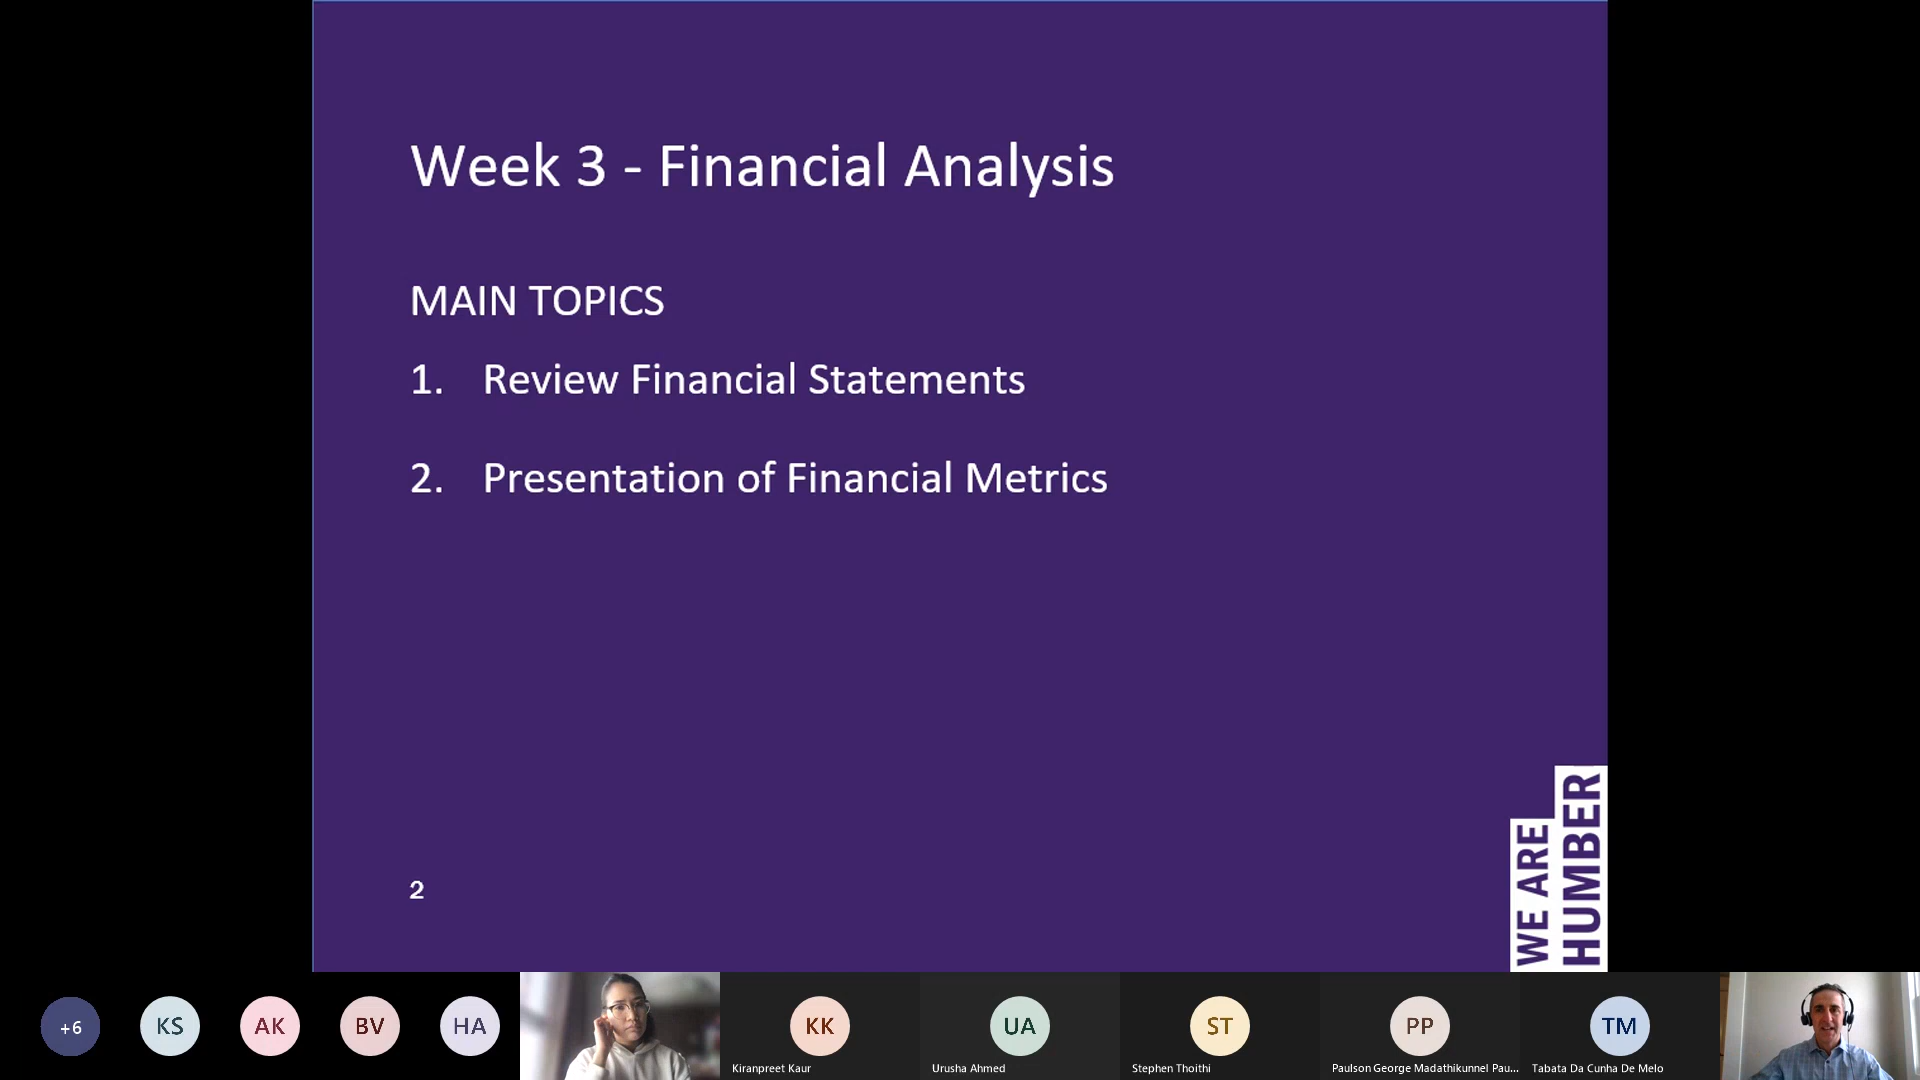 Week 3 - Financial Analysis
MAIN TOPICS
1. Review Financial Statements
2. Presentation of Financial Metrics
2
WE ARE
HUMBER
+6
KS
AK
BV
HA
KK
Kiranpreet Kaur
UA
Urusha Ahmed
ST
Stephen Thoithi
PP
Paulson George Madathikunnel Pau...
TM
Tabata Da Cunha De Melo